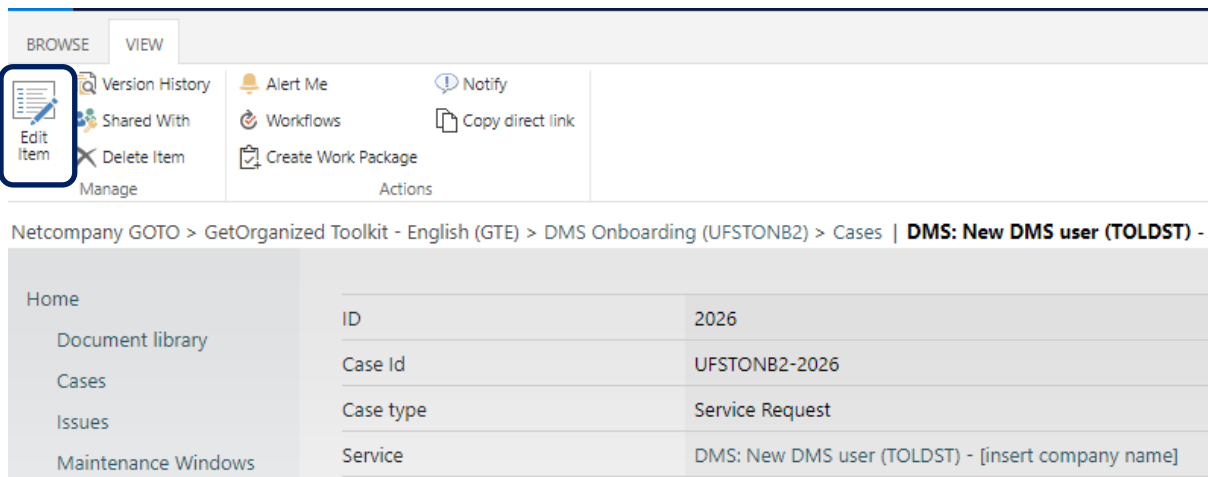 BROWSE VIEW
Edit Item
Version History
Shared With
Delete Item
Manage
Alert Me
Workflows
Create Work Package
Notify
Copy direct link
Actions
Netcompany GOTO > GetOrganized Toolkit - English (GTE) > DMS Onboarding (UFSTONB2) > Cases | DMS: New DMS user (TOLDST) -
Home
Document library
Cases
Issues
Maintenance Windows
ID 2026
Case Id UFSTONB2-2026
Case type Service Request
Service DMS: New DMS user (TOLDST) - [insert company name]